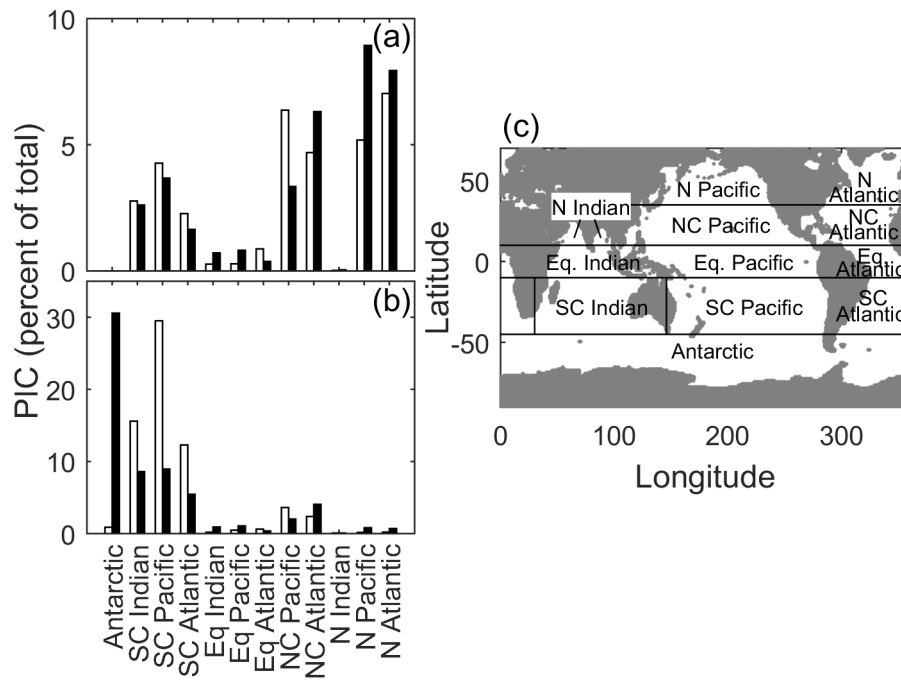 10
(a)
5
0
PIC (percent of total)
(b)
30
20
10
0
Antarctic
SC Indian
SC Pacific
SC Atlantic
Eq Indian
Eq Pacific
Eq Atlantic
NC Pacific
NC Atlantic
N Indian
N Pacific
N Atlantic
(c)
50
0
-50
Latitude
N Pacific
N
Atlantic
N Indian
NC Pacific
NC
Atlantic
Eq. Indian
Eq. Pacific
Eq.
Atlantic
SC Indian
SC Pacific
SC
Atlantic
Antarctic
0
100
200
300
Longitude